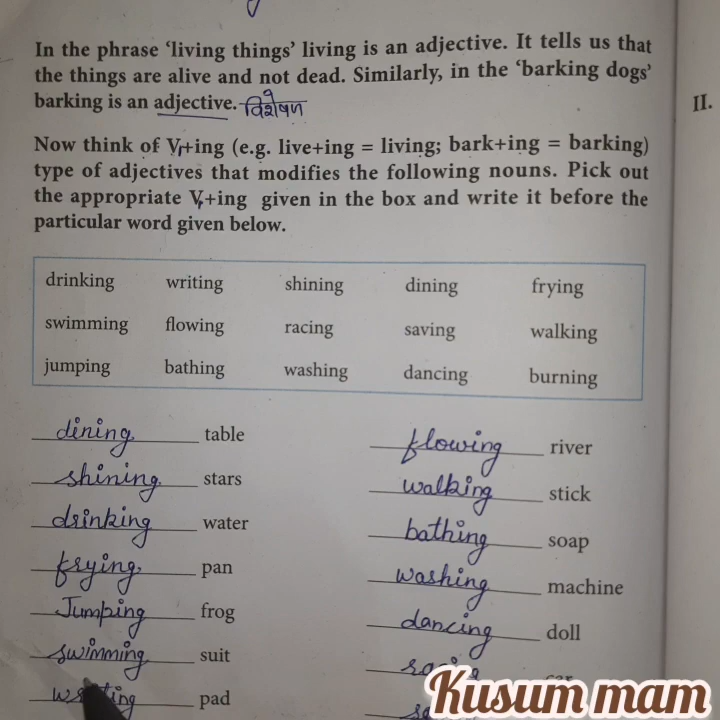 In the phrase 'living things' living is an adjective. It tells us that
the things are alive and not dead. Similarly, in the 'barking dogs'
barking is an adjective. विशेषण
II.
Now think of V₁+ing (e.g. live+ing = living; bark+ing = barking)
type of adjectives that modifies the following nouns. Pick out
the appropriate V₁+ing given in the box and write it before the
particular word given below.
drinking writing shining dining frying
swimming flowing racing saving walking
jumping bathing washing dancing burning
dining table
shining stars
drinking water
frying pan
Jumping frog
swimming suit
writing pad
flowing river
walking stick
bathing soap
washing machine
dancing doll
Kusum mam